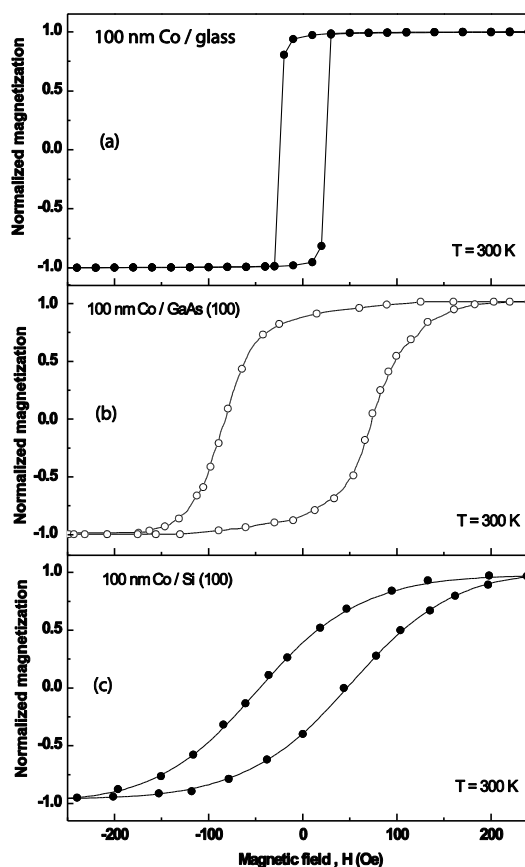 100 nm Co / glass
1.0
0.5
0.0
-0.5
-1.0
Normalized magnetization
(a)
T = 300 K
100 nm Co / GaAs (100)
1.0
0.5
0.0
-0.5
-1.0
Normalized magnetization
(b)
T = 300 K
100 nm Co / Si (100)
1.0
0.5
0.0
-0.5
-1.0
Normalized magnetization
(c)
T = 300 K
-200 -100 0 100 200
Magnetic field , H (Oe)